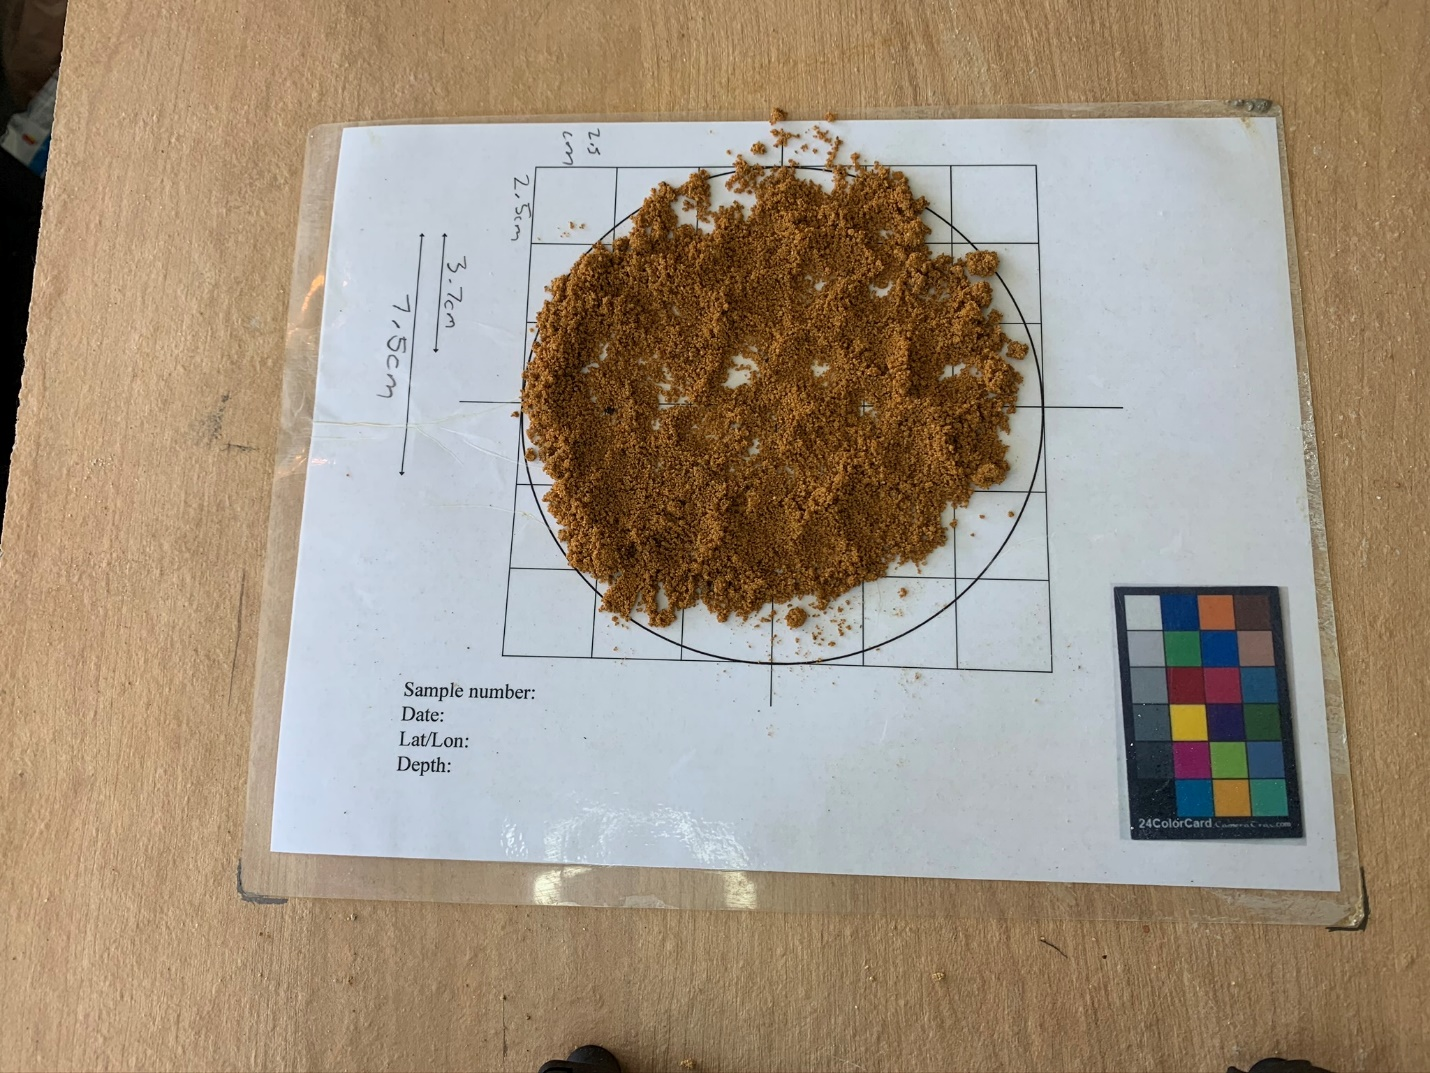 2.5
cm
2.5cm
3.7cm
7.5cm
Sample number:
Date:
Lat/Lon:
Depth:
24ColorCard